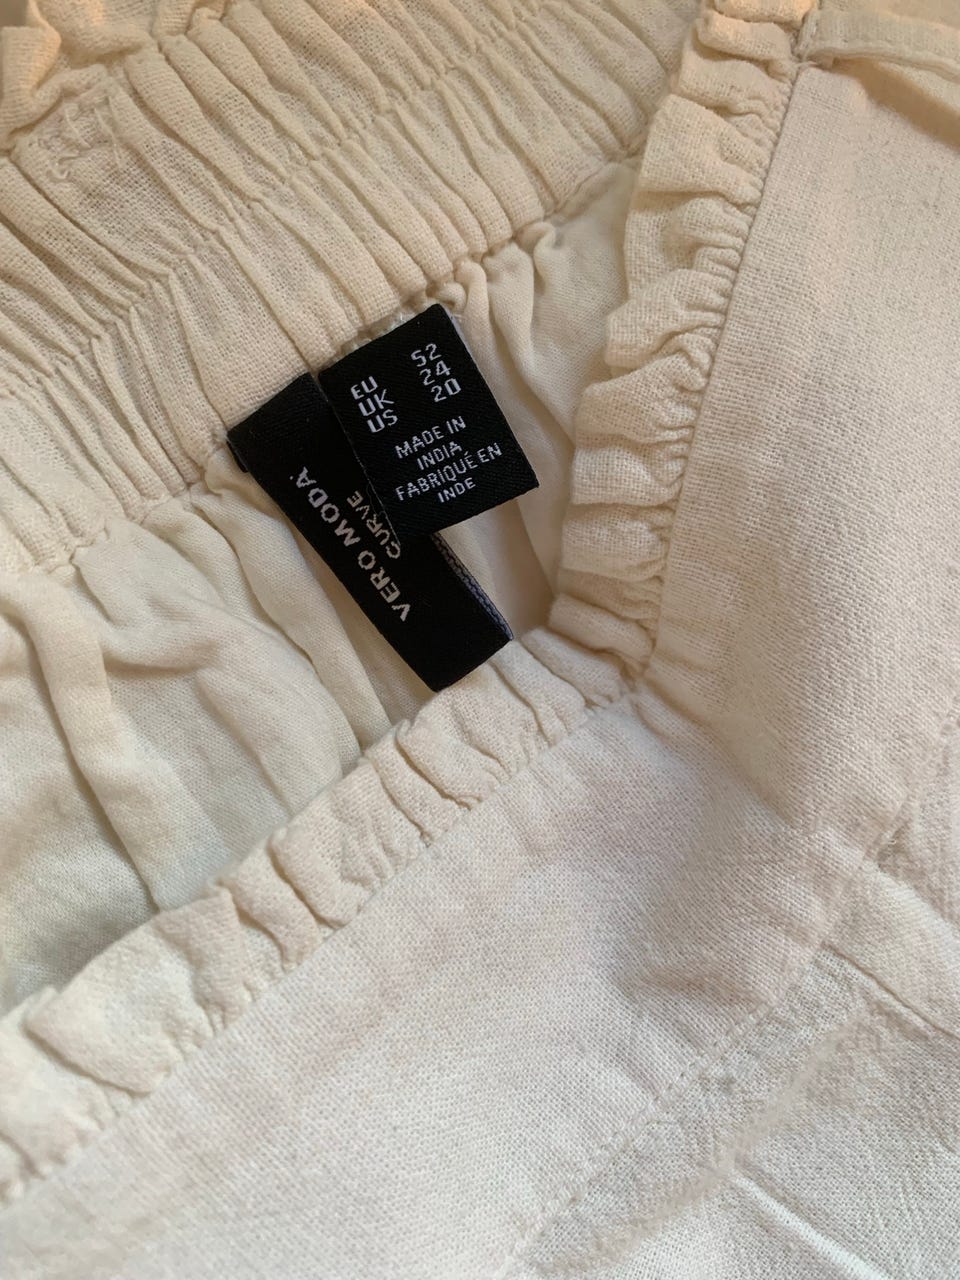 EU 52
UK 24
US 20
MADE IN
INDIA,
FABRIQUÉ EN
INDE
VERO MODA
CURVE